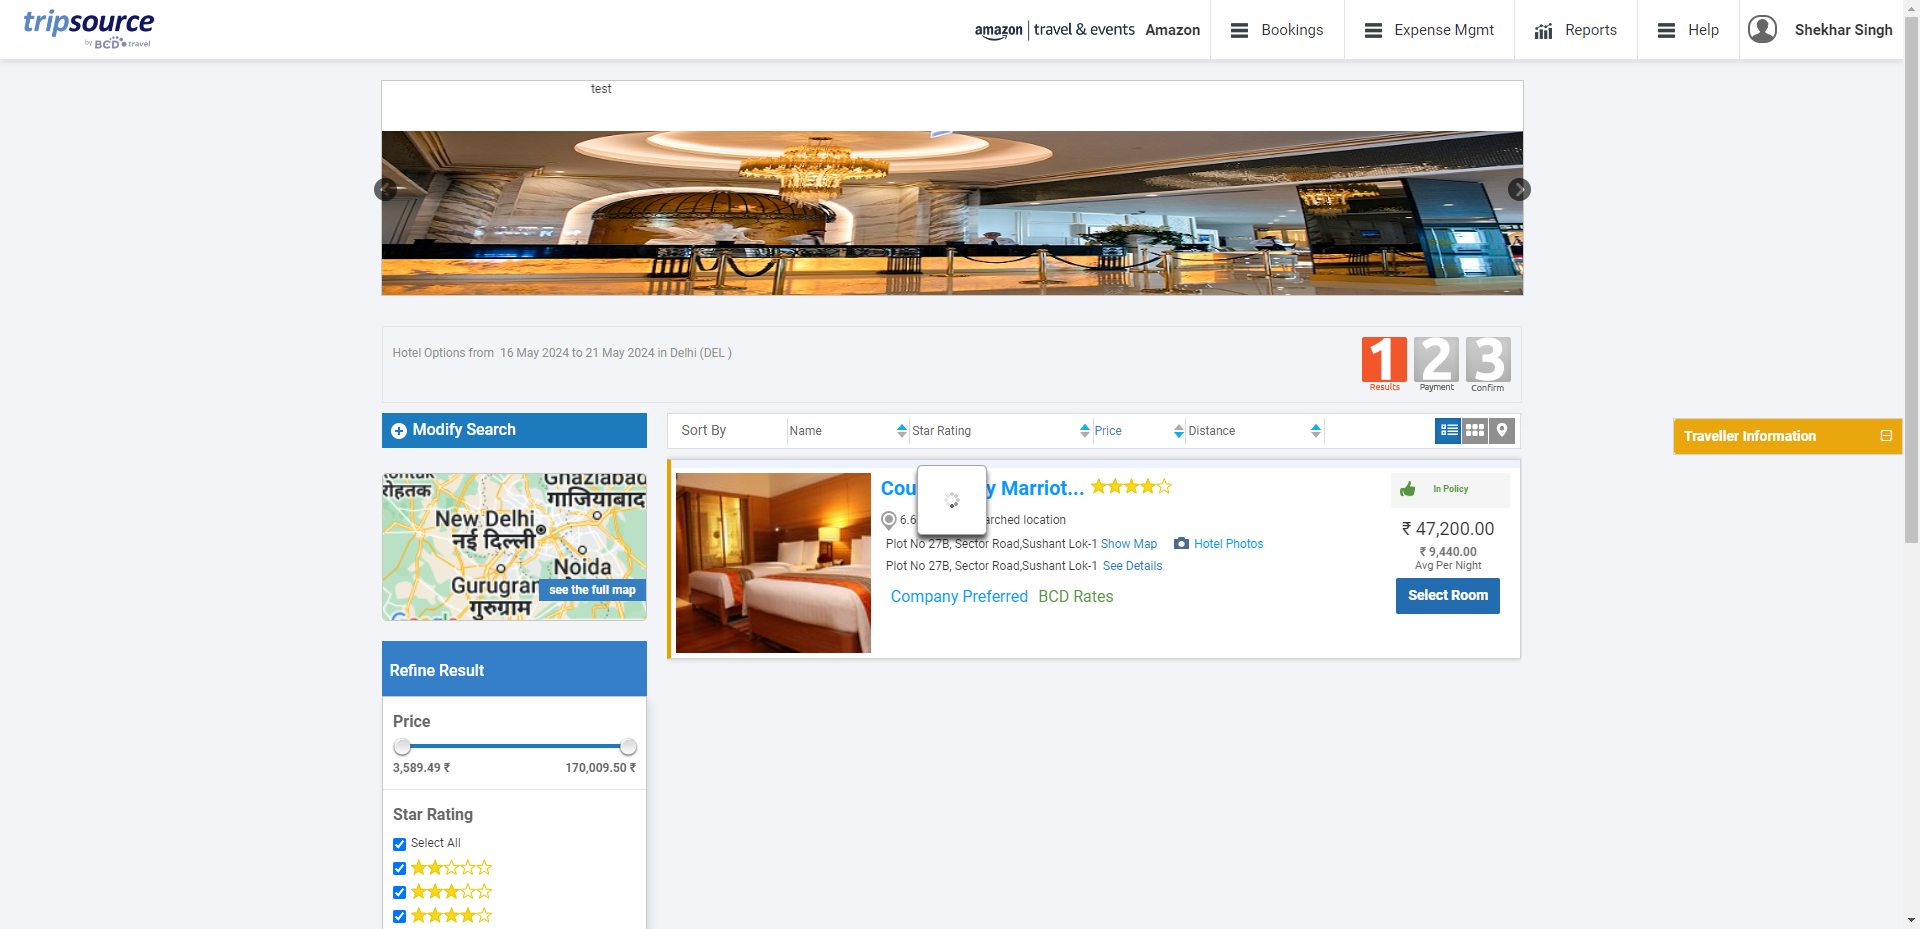 tripsource
by BCD travel
amazon | travel & events Amazon
Bookings
Expense Mgmt
Reports
Help
Shekhar Singh
test
Hotel Options from 16 May 2024 to 21 May 2024 in Delhi (DEL )
1 2 3
Results Payment Confirm
Modify Search
Sort By Name Star Rating Price Distance
Traveller Information
रोहतक
Ghaziabad
गाजियाबाद
New Delhi
नई दिल्ली
Noida
Gurugram
गुरुग्राम
see the full map
Google
y Marriot...
6.6
arched location
Plot No 27B, Sector Road,Sushant Lok-1 Show Map Hotel Photos
Plot No 27B, Sector Road,Sushant Lok-1 See Details
Company Preferred BCD Rates
In Policy
₹ 47,200.00
₹ 9,440.00
Avg Per Night
Select Room
Refine Result
Price
3,589.49 ₹ 170,009.50 ₹
Star Rating
Select All